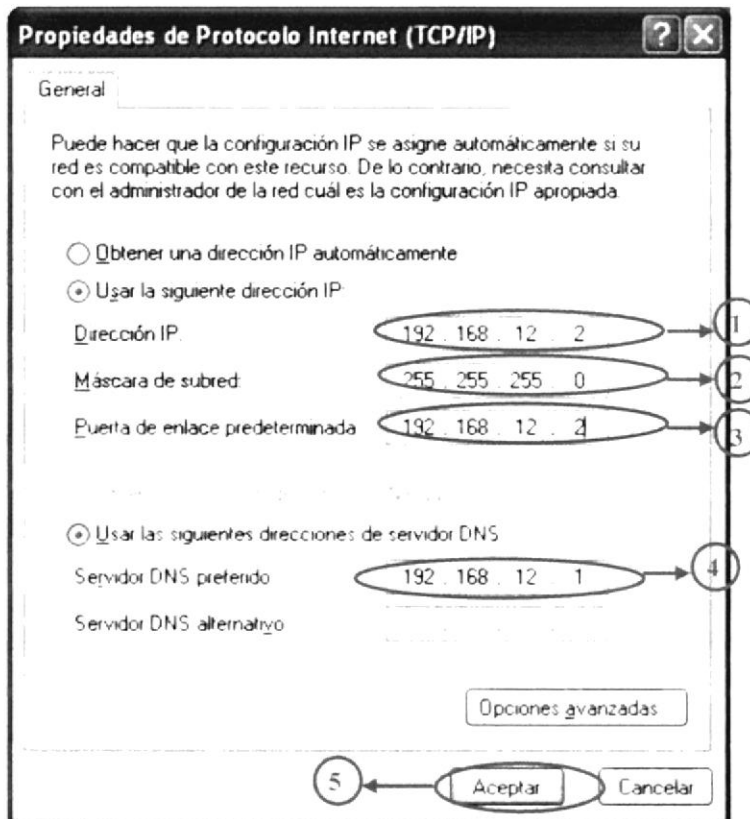 Propiedades de Protocolo Internet (TCP/IP)
General
Puede hacer que la configuración IP se asigne automáticamente si su
red es compatible con este recurso. De lo contrario, necesita consultar
con el administrador de la red cuál es la configuración IP apropiada.
Obtener una dirección IP automáticamente
Usar la siguiente dirección IP:
Dirección IP: 192 . 168 . 12 . 2 1
Máscara de subred: 255 . 255 . 255 . 0 2
Puerta de enlace predeterminada 192 . 168 . 12 . 2 3
Usar las siguientes direcciones de servidor DNS
Servidor DNS preferido 192 . 168 . 12 . 1 4
Servidor DNS alternativo
Opciones avanzadas
5 Aceptar Cancelar